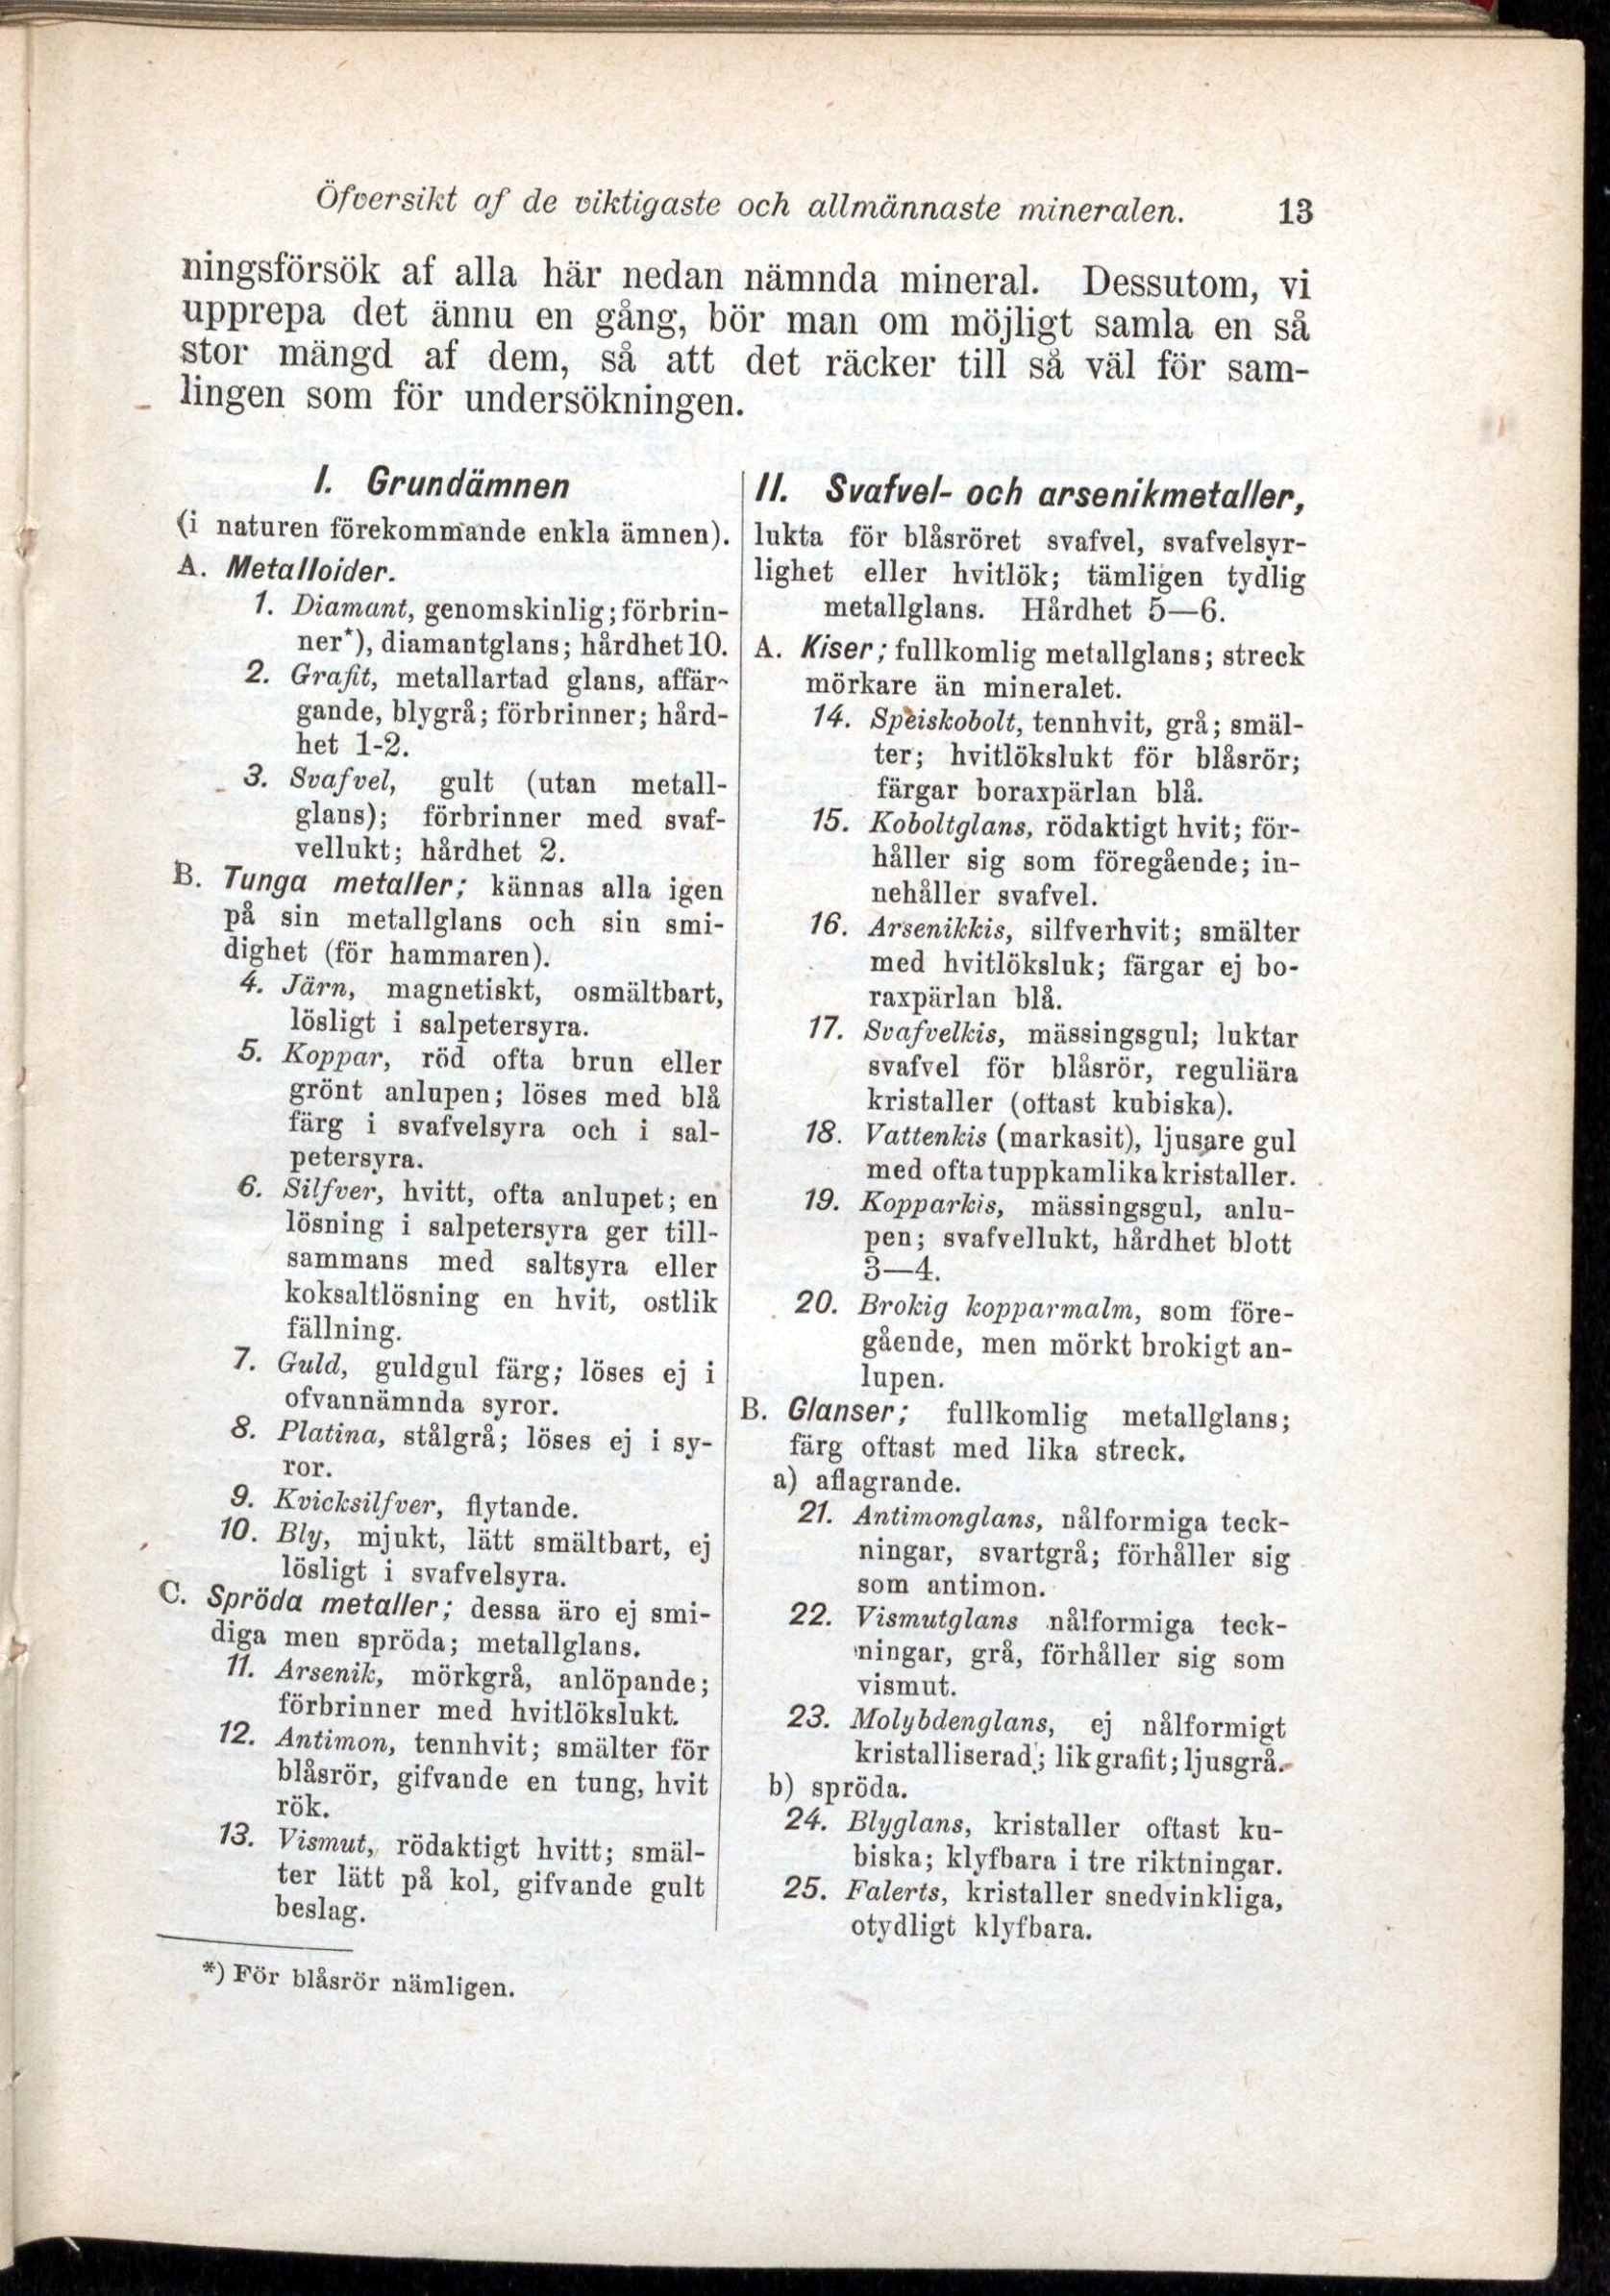 Öfversikt af de viktigaste och allmännaste mineralen. 13
ningsförsök af alla här nedan nämnda mineral. Dessutom, vi
upprepa det ännu en gång, bör man om möjligt samla en så
stor mängd af dem, så att det räcker till så väl för sam-
lingen som för undersökningen.
I. Grundämnen
(i naturen förekommande enkla ämnen).
A. Metalloider.
1. Diamant, genomskinlig; förbrin-
ner*), diamantglans; hårdhet 10.
2. Grafit, metallartad glans, affär-
gande, blygrå; förbrinner; hård-
het 1-2.
3. Svafvel, gult (utan metall-
glans); förbrinner med svaf-
vellukt; hårdhet 2.
B. Tunga metaller; kännas alla igen
på sin metallglans och sin smi-
dighet (för hammaren).
4. Järn, magnetiskt, osmältbart,
lösligt i salpetersyra.
5. Koppar, röd ofta brun eller
grönt anlupen; löses med blå
färg i svafvelsyra och i sal-
petersyra.
6. Silfver, hvitt, ofta anlupet; en
lösning i salpetersyra ger till-
sammans med saltsyra eller
koksaltlösning en hvit, ostlik
fällning.
7. Guld, guldgul färg; löses ej i
ofvannämnda syror.
8. Platina, stålgrå; löses ej i sy-
ror.
9. Kvicksilfver, flytande.
10. Bly, mjukt, lätt smältbart, ej
lösligt i svafvelsyra.
C. Spröda metaller; dessa äro ej smi-
diga men spröda; metallglans.
11. Arsenik, mörkgrå, anlöpande;
förbrinner med hvitlökslukt.
12. Antimon, tennhvit; smälter för
blåsrör, gifvande en tung, hvit
rök.
13. Vismut, rödaktigt hvitt; smäl-
ter lätt på kol, gifvande gult
beslag.
*) För blåsrör nämligen.
II. Svafvel- och arsenikmetaller,
lukta för blåsröret svafvel, svafvelsyr-
lighet eller hvitlök; tämligen tydlig
metallglans. Hårdhet 5—6.
A. Kiser; fullkomlig metallglans; streck
mörkare än mineralet.
14. Speiskobolt, tennhvit, grå; smäl-
ter; hvitlökslukt för blåsrör;
färgar boraxpärlan blå.
15. Koboltglans, rödaktigt hvit; för-
håller sig som föregående; in-
nehåller svafvel.
16. Arsenikkis, silfverhvit; smälter
med hvitlöksluk; färgar ej bo-
raxpärlan blå.
17. Svafvelkis, mässingsgul; luktar
svafvel för blåsrör, reguliära
kristaller (oftast kubiska).
18. Vattenkis (markasit), ljusare gul
med ofta tuppkamlika kristaller.
19. Kopparkis, mässingsgul, anlu-
pen; svafvellukt, hårdhet blott
3—4.
20. Brokig kopparmalm, som före-
gående, men mörkt brokigt an-
lupen.
B. Glanser; fullkomlig metallglans;
färg oftast med lika streck.
a) aflagrande.
21. Antimonglans, nålformiga teck-
ningar, svartgrå; förhåller sig
som antimon.
22. Vismutglans nålformiga teck-
ningar, grå, förhåller sig som
vismut.
23. Molybdenglans, ej nålformigt
kristalliserad; lik grafit; ljusgrå.
b) spröda.
24. Blyglans, kristaller oftast ku-
biska; klyfbara i tre riktningar.
25. Falerts, kristaller snedvinkliga,
otydligt klyfbara.